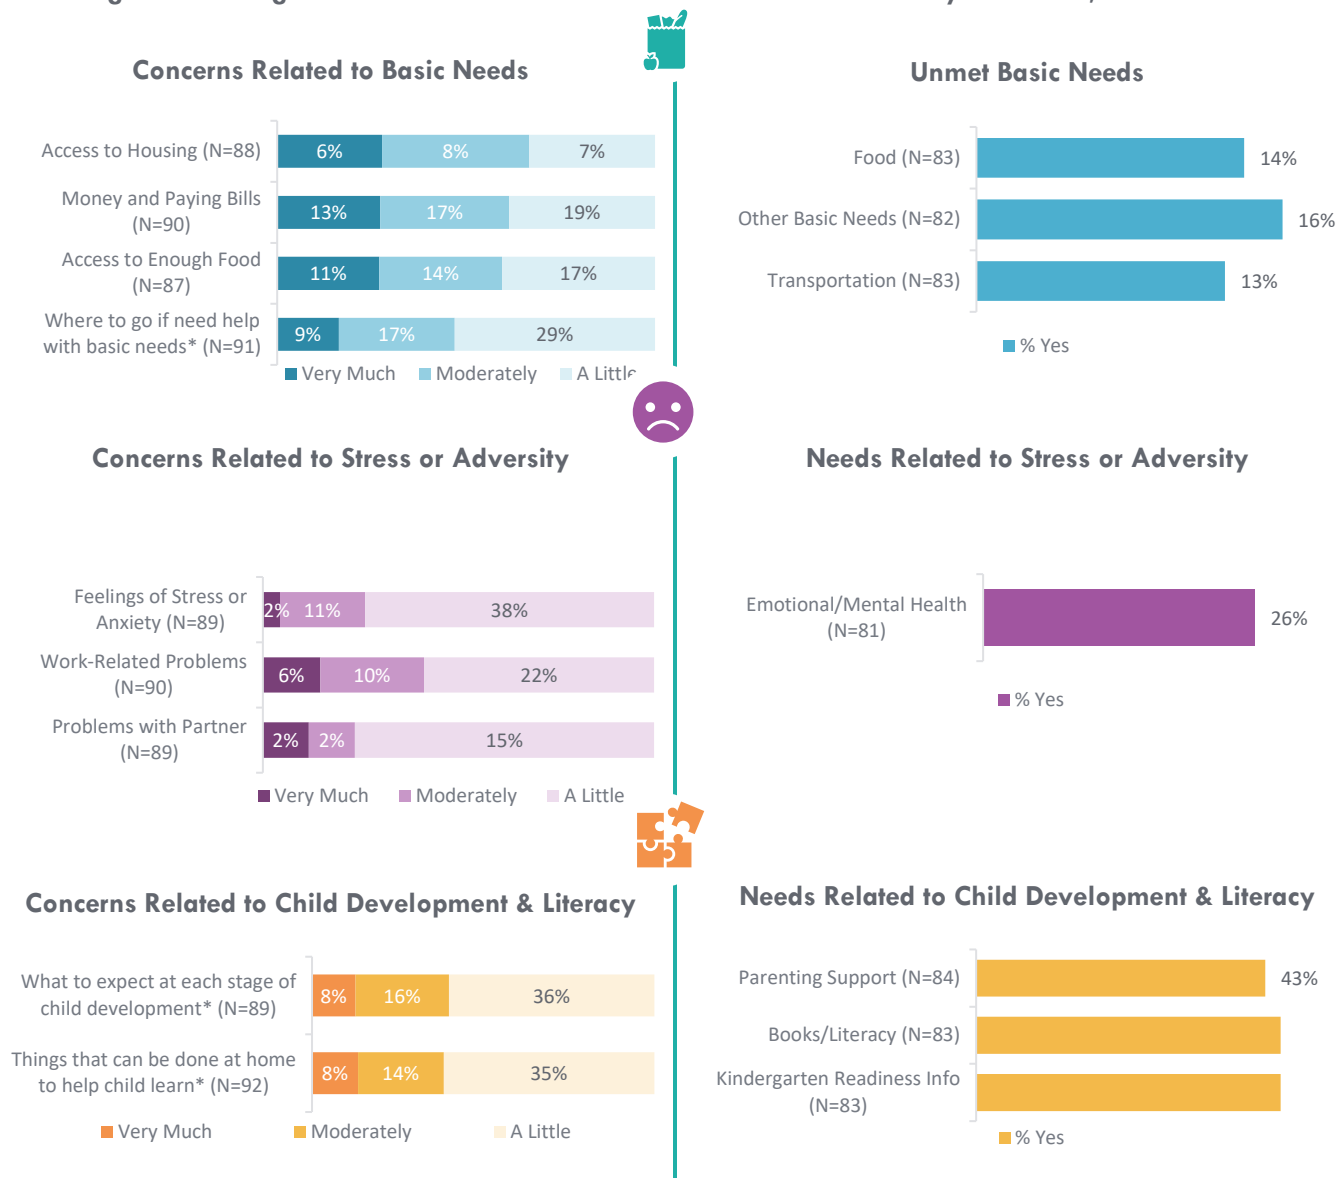 Concerns Related to Basic Needs
Access to Housing (N=88)
6% 8% 7%
Money and Paying Bills
(N=90)
13% 17% 19%
Access to Enough Food
(N=87)
11% 14% 17%
Where to go if need help
with basic needs* (N=91)
9% 17% 29%
Very Much Moderately A Little
Unmet Basic Needs
Food (N=83)
14%
Other Basic Needs (N=82)
16%
Transportation (N=83)
13%
% Yes
Concerns Related to Stress or Adversity
Feelings of Stress or
Anxiety (N=89)
2% 11% 38%
Work-Related Problems
(N=90)
6% 10% 22%
Problems with Partner
(N=89)
2% 2% 15%
Very Much Moderately A Little
Needs Related to Stress or Adversity
Emotional/Mental Health
(N=81)
26%
% Yes
Concerns Related to Child Development & Literacy
What to expect at each stage of
child development* (N=89)
8% 16% 36%
Things that can be done at home
to help child learn* (N=92)
8% 14% 35%
Very Much Moderately A Little
Needs Related to Child Development & Literacy
Parenting Support (N=84)
43%
Books/Literacy (N=83)
Kindergarten Readiness Info
(N=83)
% Yes